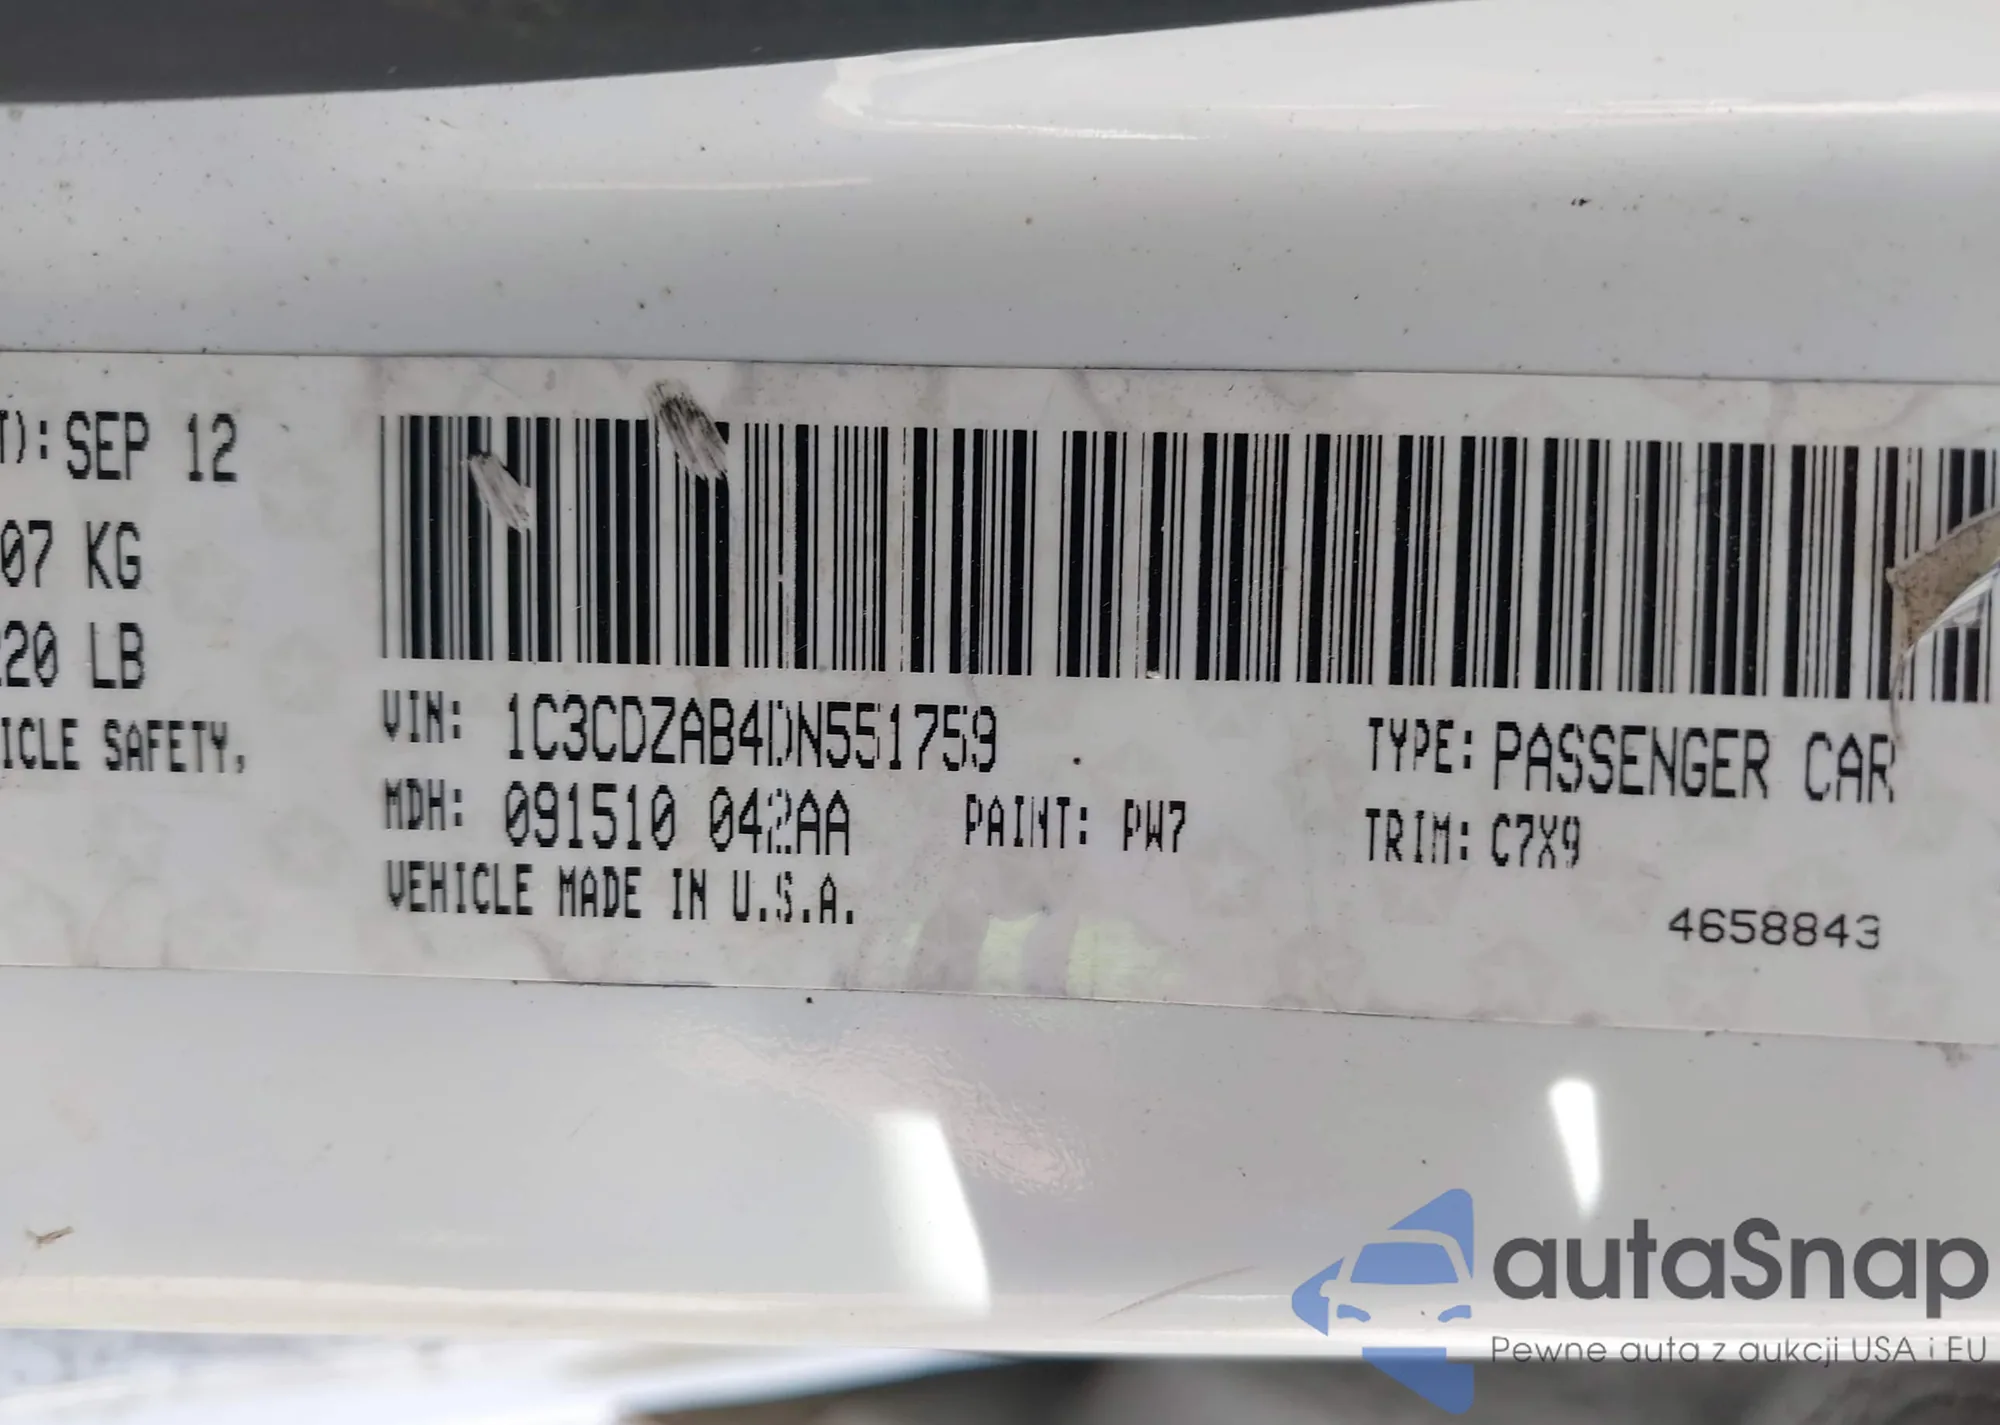 T): SEP 12
07 KG
220 LB
ICLE SAFETY,
VIN: 1C3CDZAB4DN551759
TYPE: PASSENGER CAR
MDH: 091510 042AA
PAINT: PW7
TRIM: C7X9
VEHICLE MADE IN U.S.A.
4658843
autaSnap
Pewne auta z aukcji USA i EU